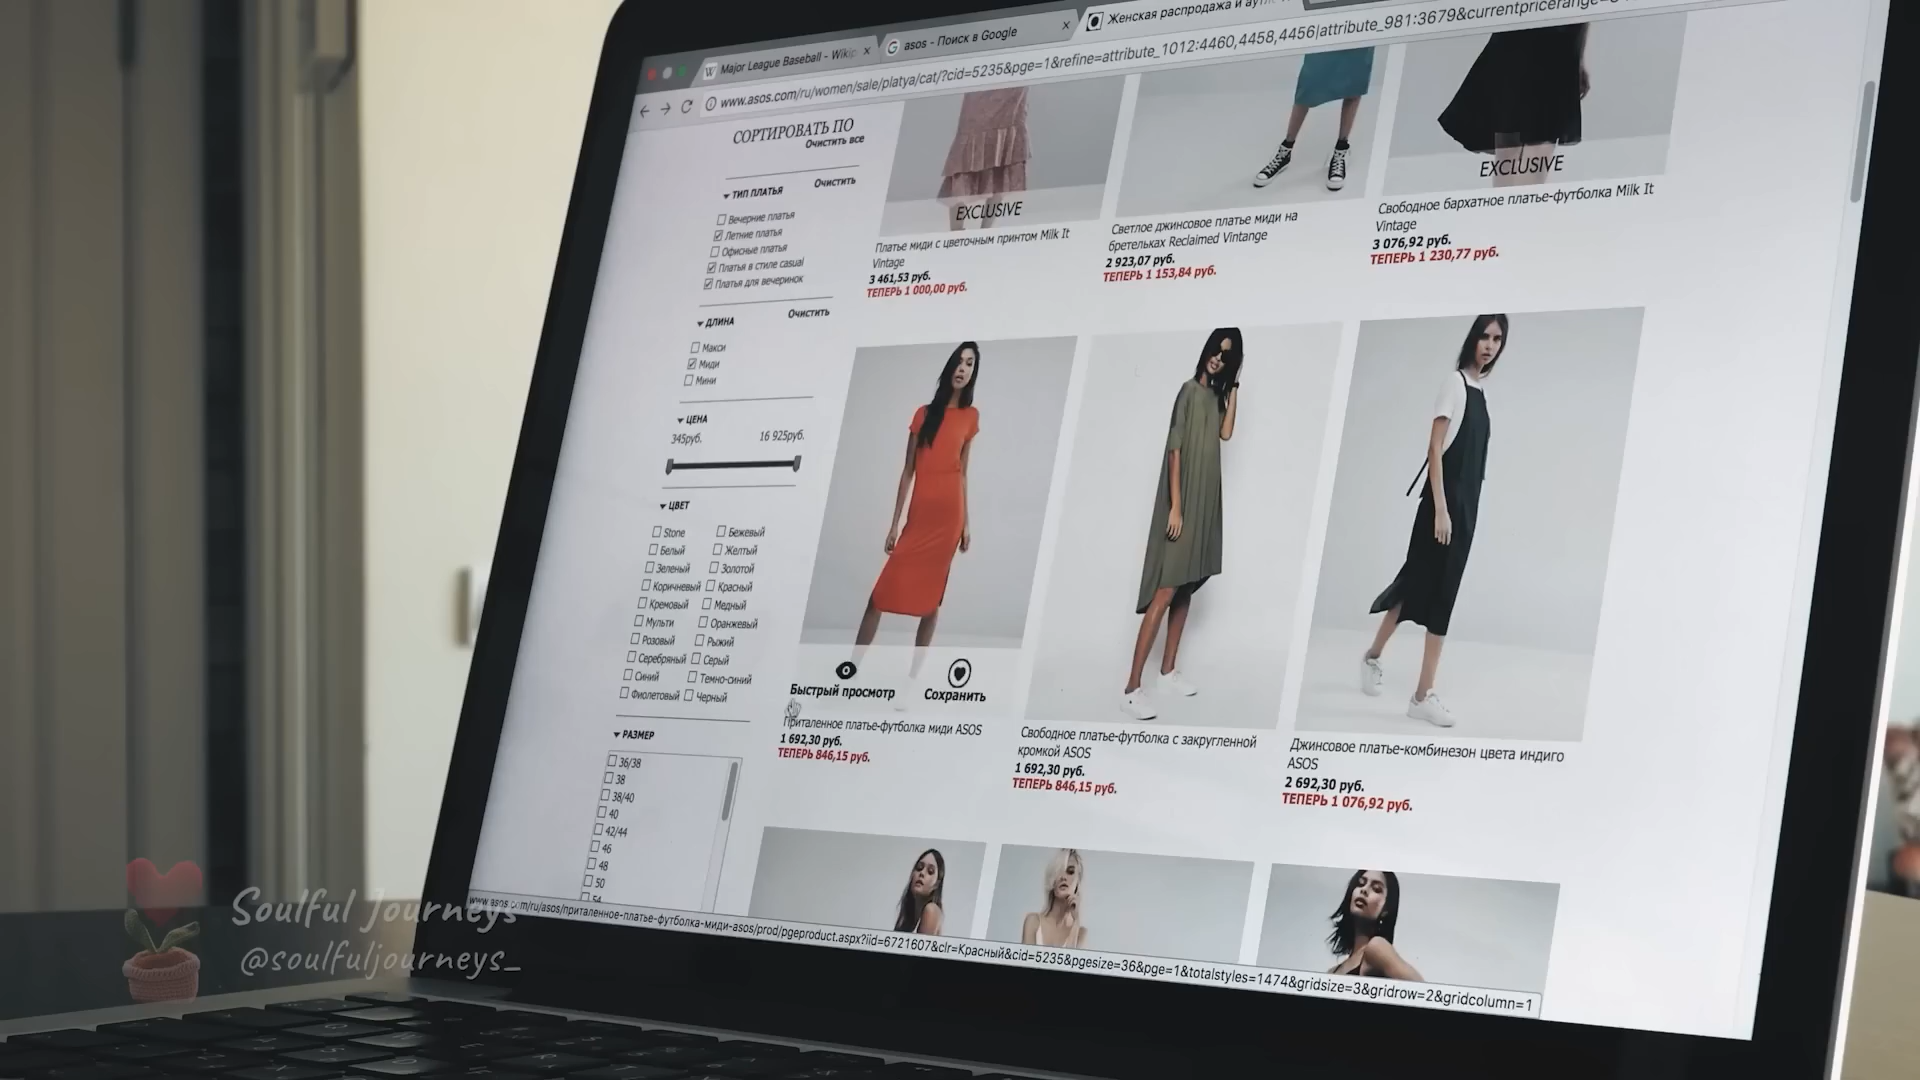 Major League Baseball - Wikip
asos - Поиск в Google
Женская распродажа и аут
www.asos.com/ru/women/sale/platya/cat/?cid=5235&pge=1&refine=attribute_1012:4460,4458,4456|attribute_981:3679&currentpricerange=
СОРТИРОВАТЬ ПО
Очистить все
ТИП ПЛАТЬЯ
Очистить
Вечерние платья
Летние платья
Офисные платья
Платья в стиле casual
Платья для вечеринок
ДЛИНА
Очистить
Макси
Миди
Мини
ЦЕНА
345руб.
16 925руб.
ЦВЕТ
Stone
Бежевый
Белый
Желтый
Зеленый
Золотой
Коричневый
Красный
Кремовый
Медный
Мульти
Оранжевый
Розовый
Рыжий
Серебряный
Серый
Синий
Темно-синий
Фиолетовый
Черный
РАЗМЕР
36/38
38
38/40
40
42/44
46
48
50
54
EXCLUSIVE
Платье миди с цветочным принтом Milk It
Vintage
3 461,53 руб.
ТЕПЕРЬ 1 000,00 руб.
Светлое джинсовое платье миди на
бретельках Reclaimed Vintange
2 923,07 руб.
ТЕПЕРЬ 1 153,84 руб.
EXCLUSIVE
Свободное бархатное платье-футболка Milk It
Vintage
3 076,92 руб.
ТЕПЕРЬ 1 230,77 руб.
Быстрый просмотр
Сохранить
Приталенное платье-футболка миди ASOS
1 692,30 руб.
ТЕПЕРЬ 846,15 руб.
Свободное платье-футболка с закругленной
кромкой ASOS
1 692,30 руб.
ТЕПЕРЬ 846,15 руб.
Джинсовое платье-комбинезон цвета индиго
ASOS
2 692,30 руб.
ТЕПЕРЬ 1 076,92 руб.
www.asos.com/ru/asos/приталенное-платье-футболка-миди-asos/prod/pgeproduct.aspx?iid=6721607&clr=Красный&cid=5235&pgesize=36&pge=1&totalstyles=1474&gridsize=3&gridrow=2&gridcolumn=1
Soulful Journeys
@soulfuljourneys_